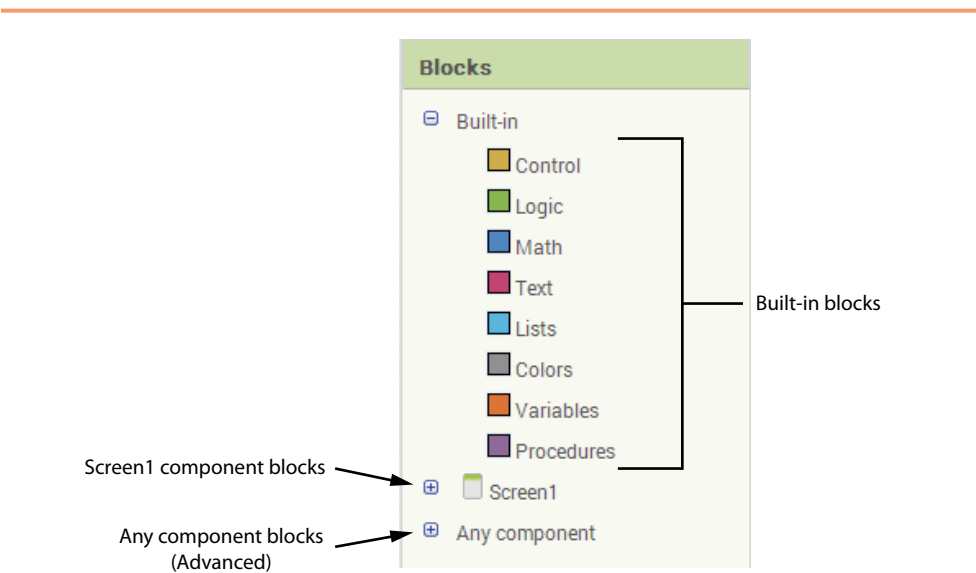 Blocks
Built-in
Control
Logic
Math
Text
Lists
Colors
Variables
Procedures
Built-in blocks
Screen1 component blocks
Screen1
Any component blocks
(Advanced)
Any component